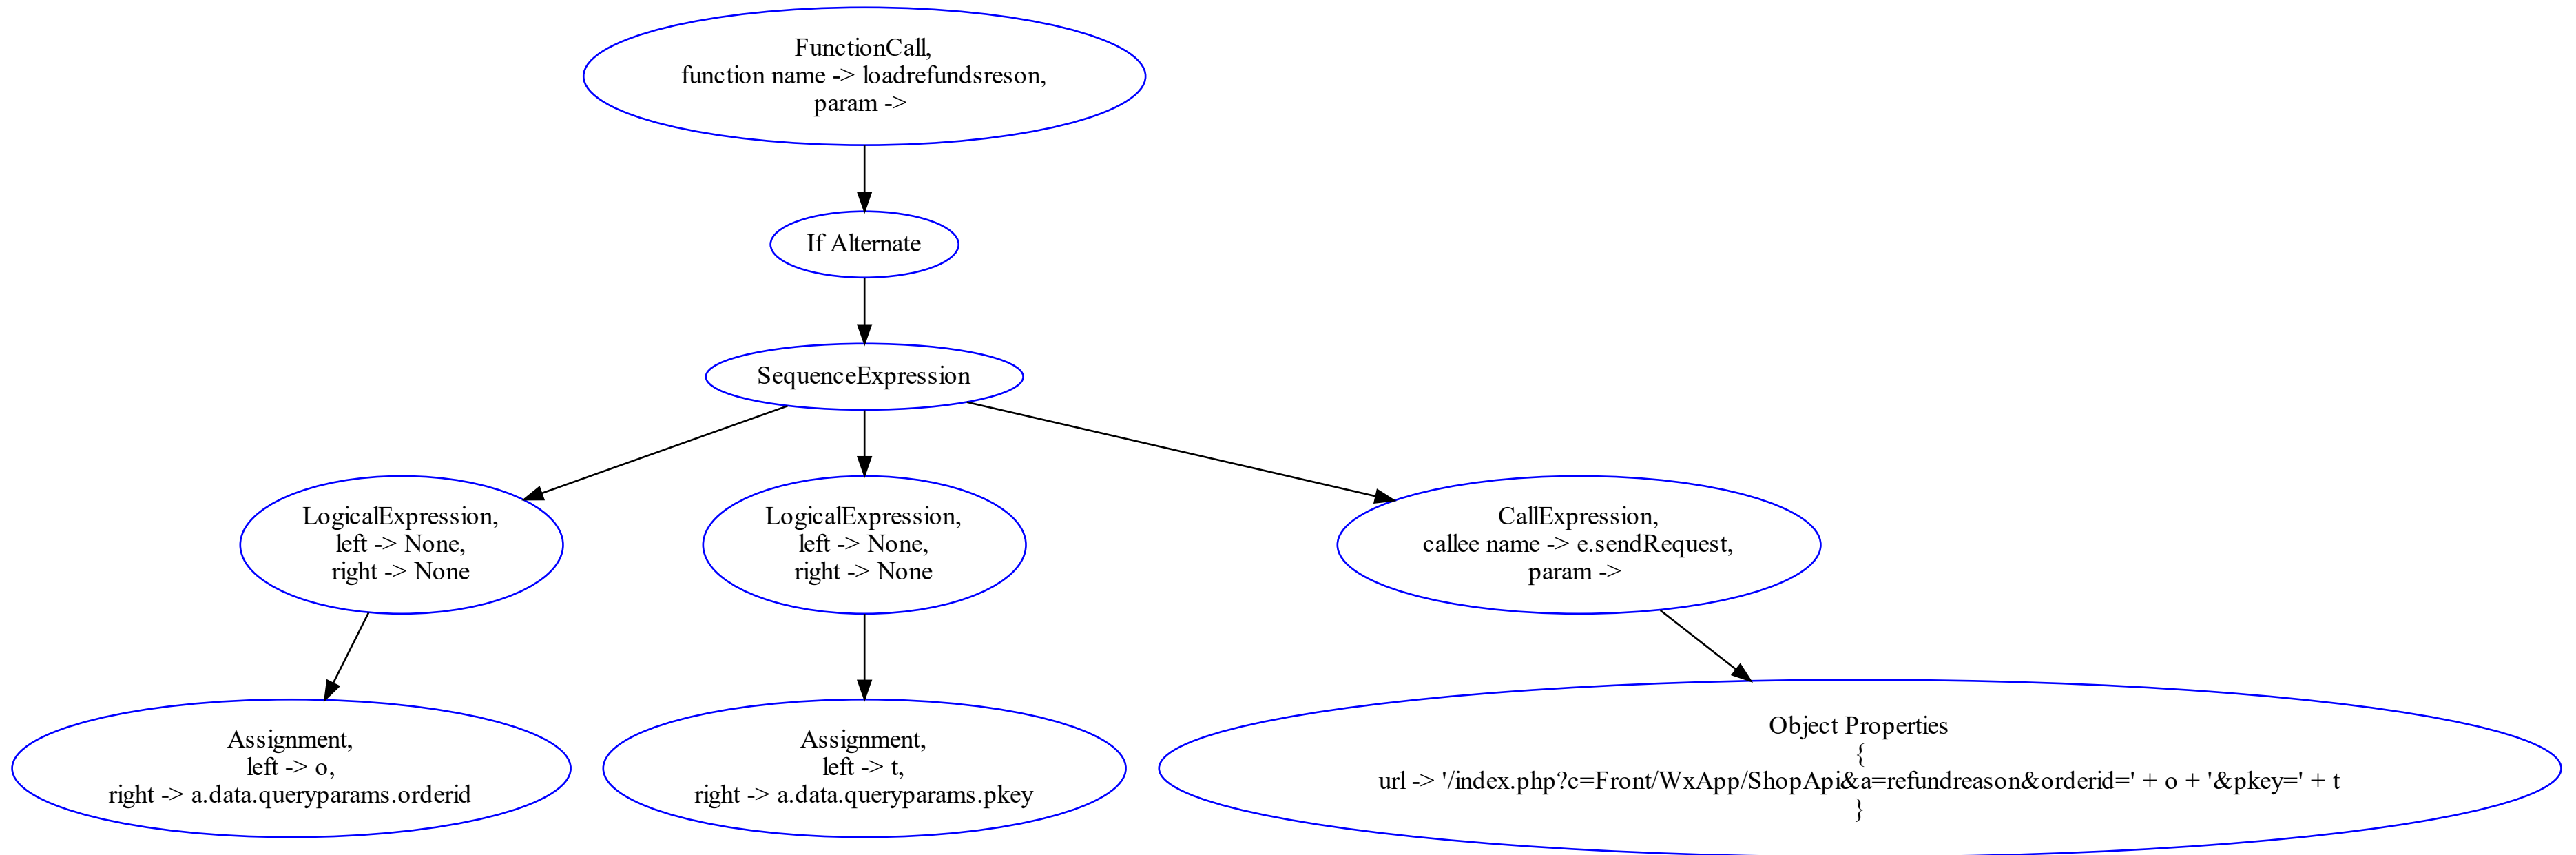 FunctionCall,
function name -> loadrefundsreson,
param ->
If Alternate
SequenceExpression
LogicalExpression,
left -> None,
right -> None
LogicalExpression,
left -> None,
right -> None
CallExpression,
callee name -> e.sendRequest,
param ->
Assignment,
left -> o,
right -> a.data.queryparams.orderid
Assignment,
left -> t,
right -> a.data.queryparams.pkey
Object Properties
{
url -> '/index.php?c=Front/WxApp/ShopApi&a=refundreason&orderid=' + o + '&pkey=' + t
}